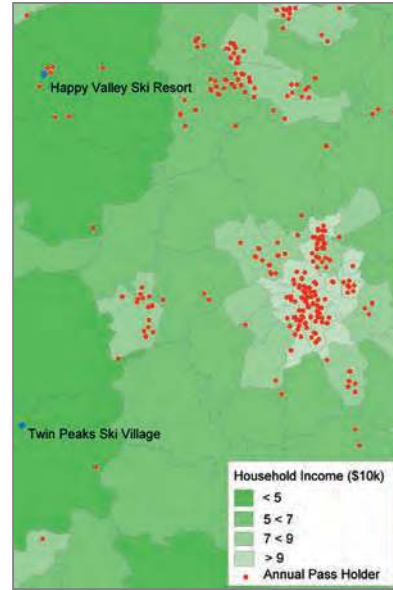 Happy Valley Ski Resort
Twin Peaks Ski Village
Household Income ($10k)
< 5
5 < 7
7 < 9
> 9
Annual Pass Holder